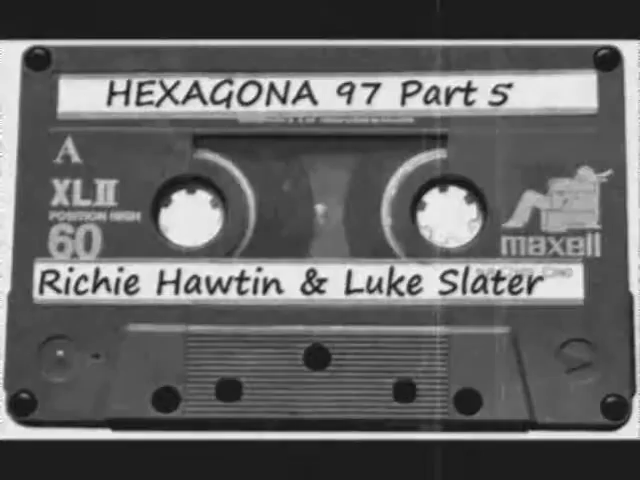 HEXAGONA 97 Part 5
A
XLII
POSITION HIGH
60
maxell
Richie Hawtin & Luke Slater